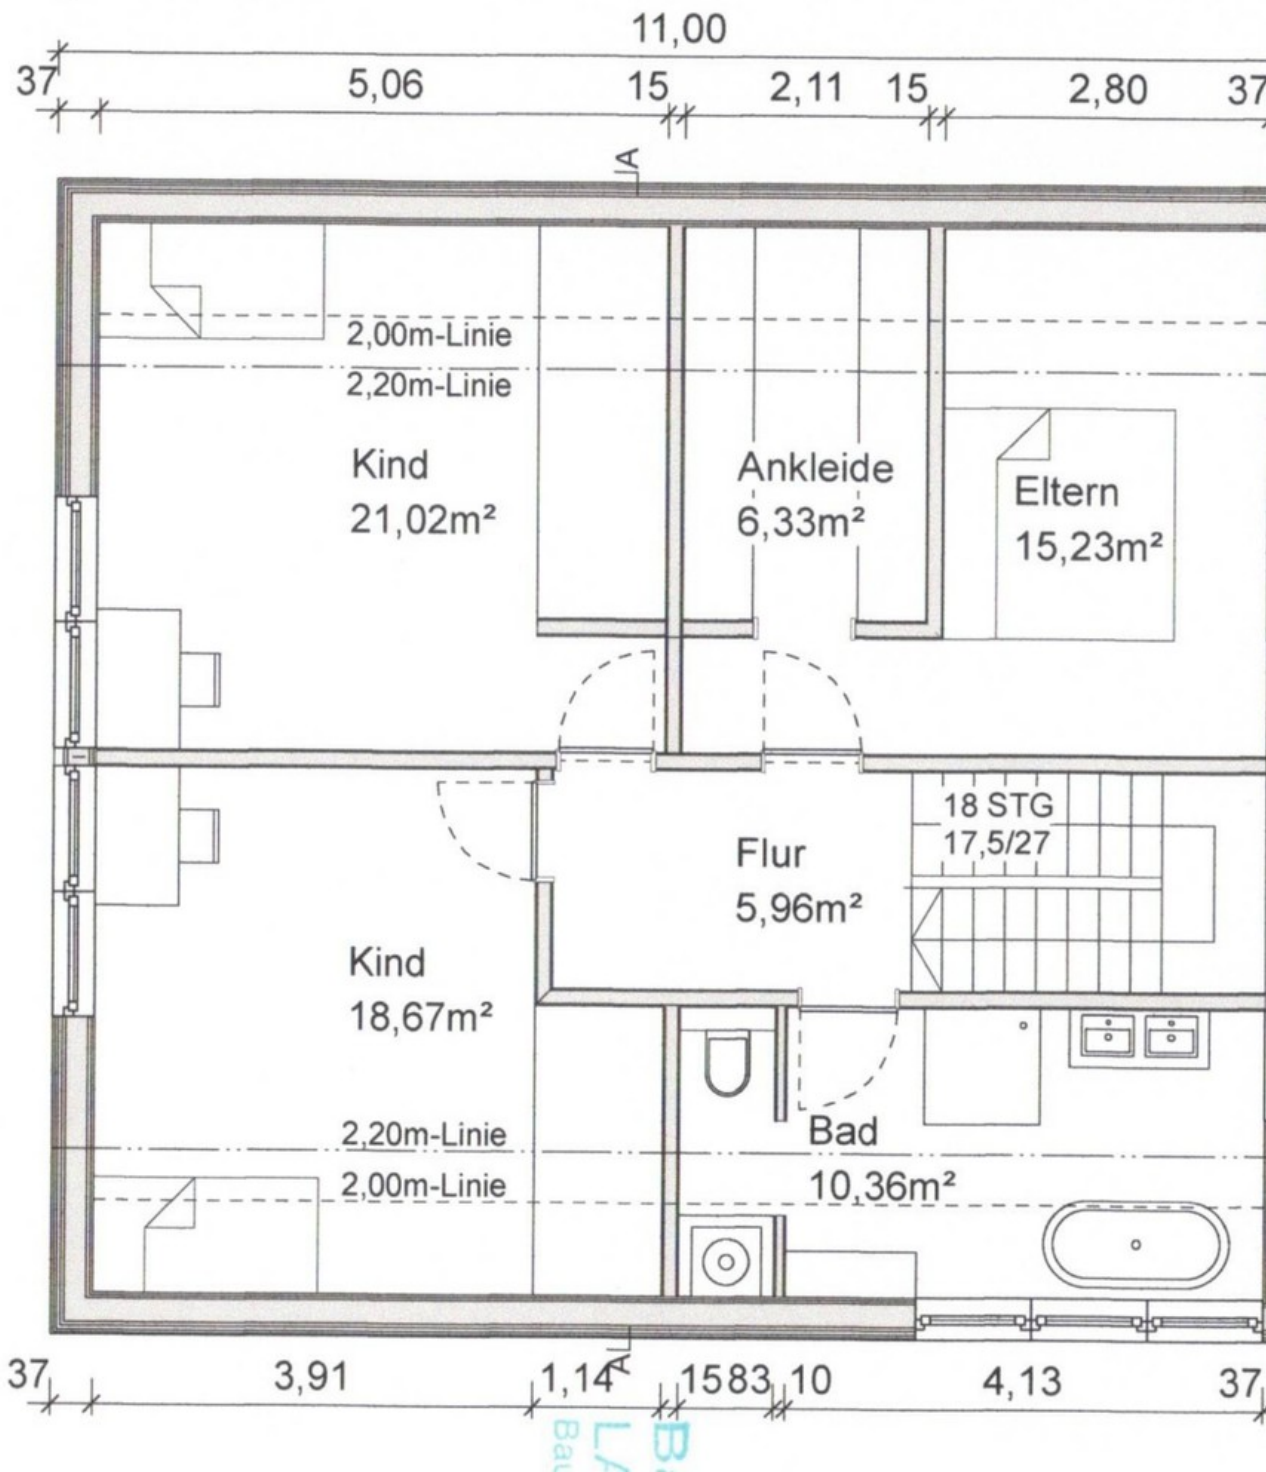 11,00
37 5,06 15 2,11 15 2,80 37
A
2,00m-Linie
2,20m-Linie
Kind
21,02m²
Ankleide
6,33m²
Eltern
15,23m²
18 STG
17,5/27
Flur
5,96m²
Kind
18,67m²
2,20m-Linie
2,00m-Linie
Bad
10,36m²
A
37 3,91 1,14 15 83 10 4,13 37
LA
Bau